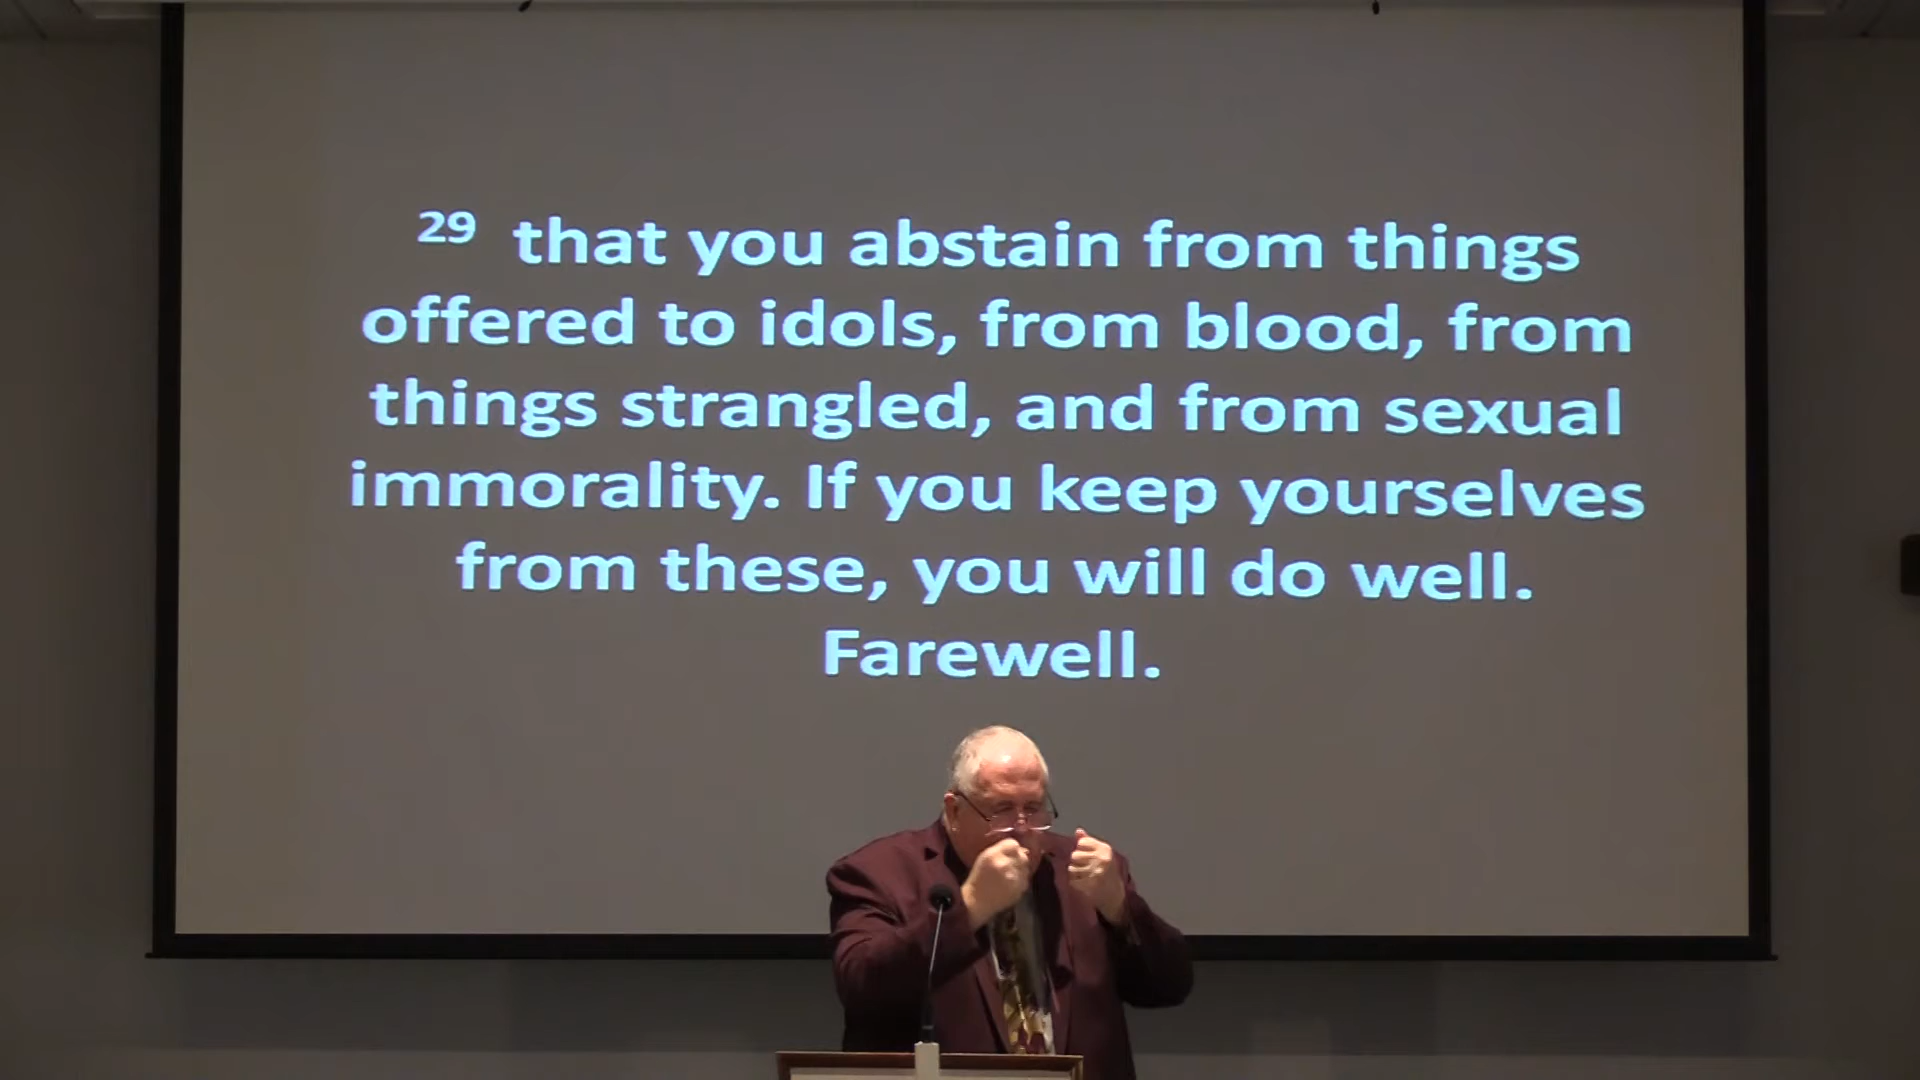 29 that you abstain from things
offered to idols, from blood, from
things strangled, and from sexual
immorality. If you keep yourselves
from these, you will do well.
Farewell.